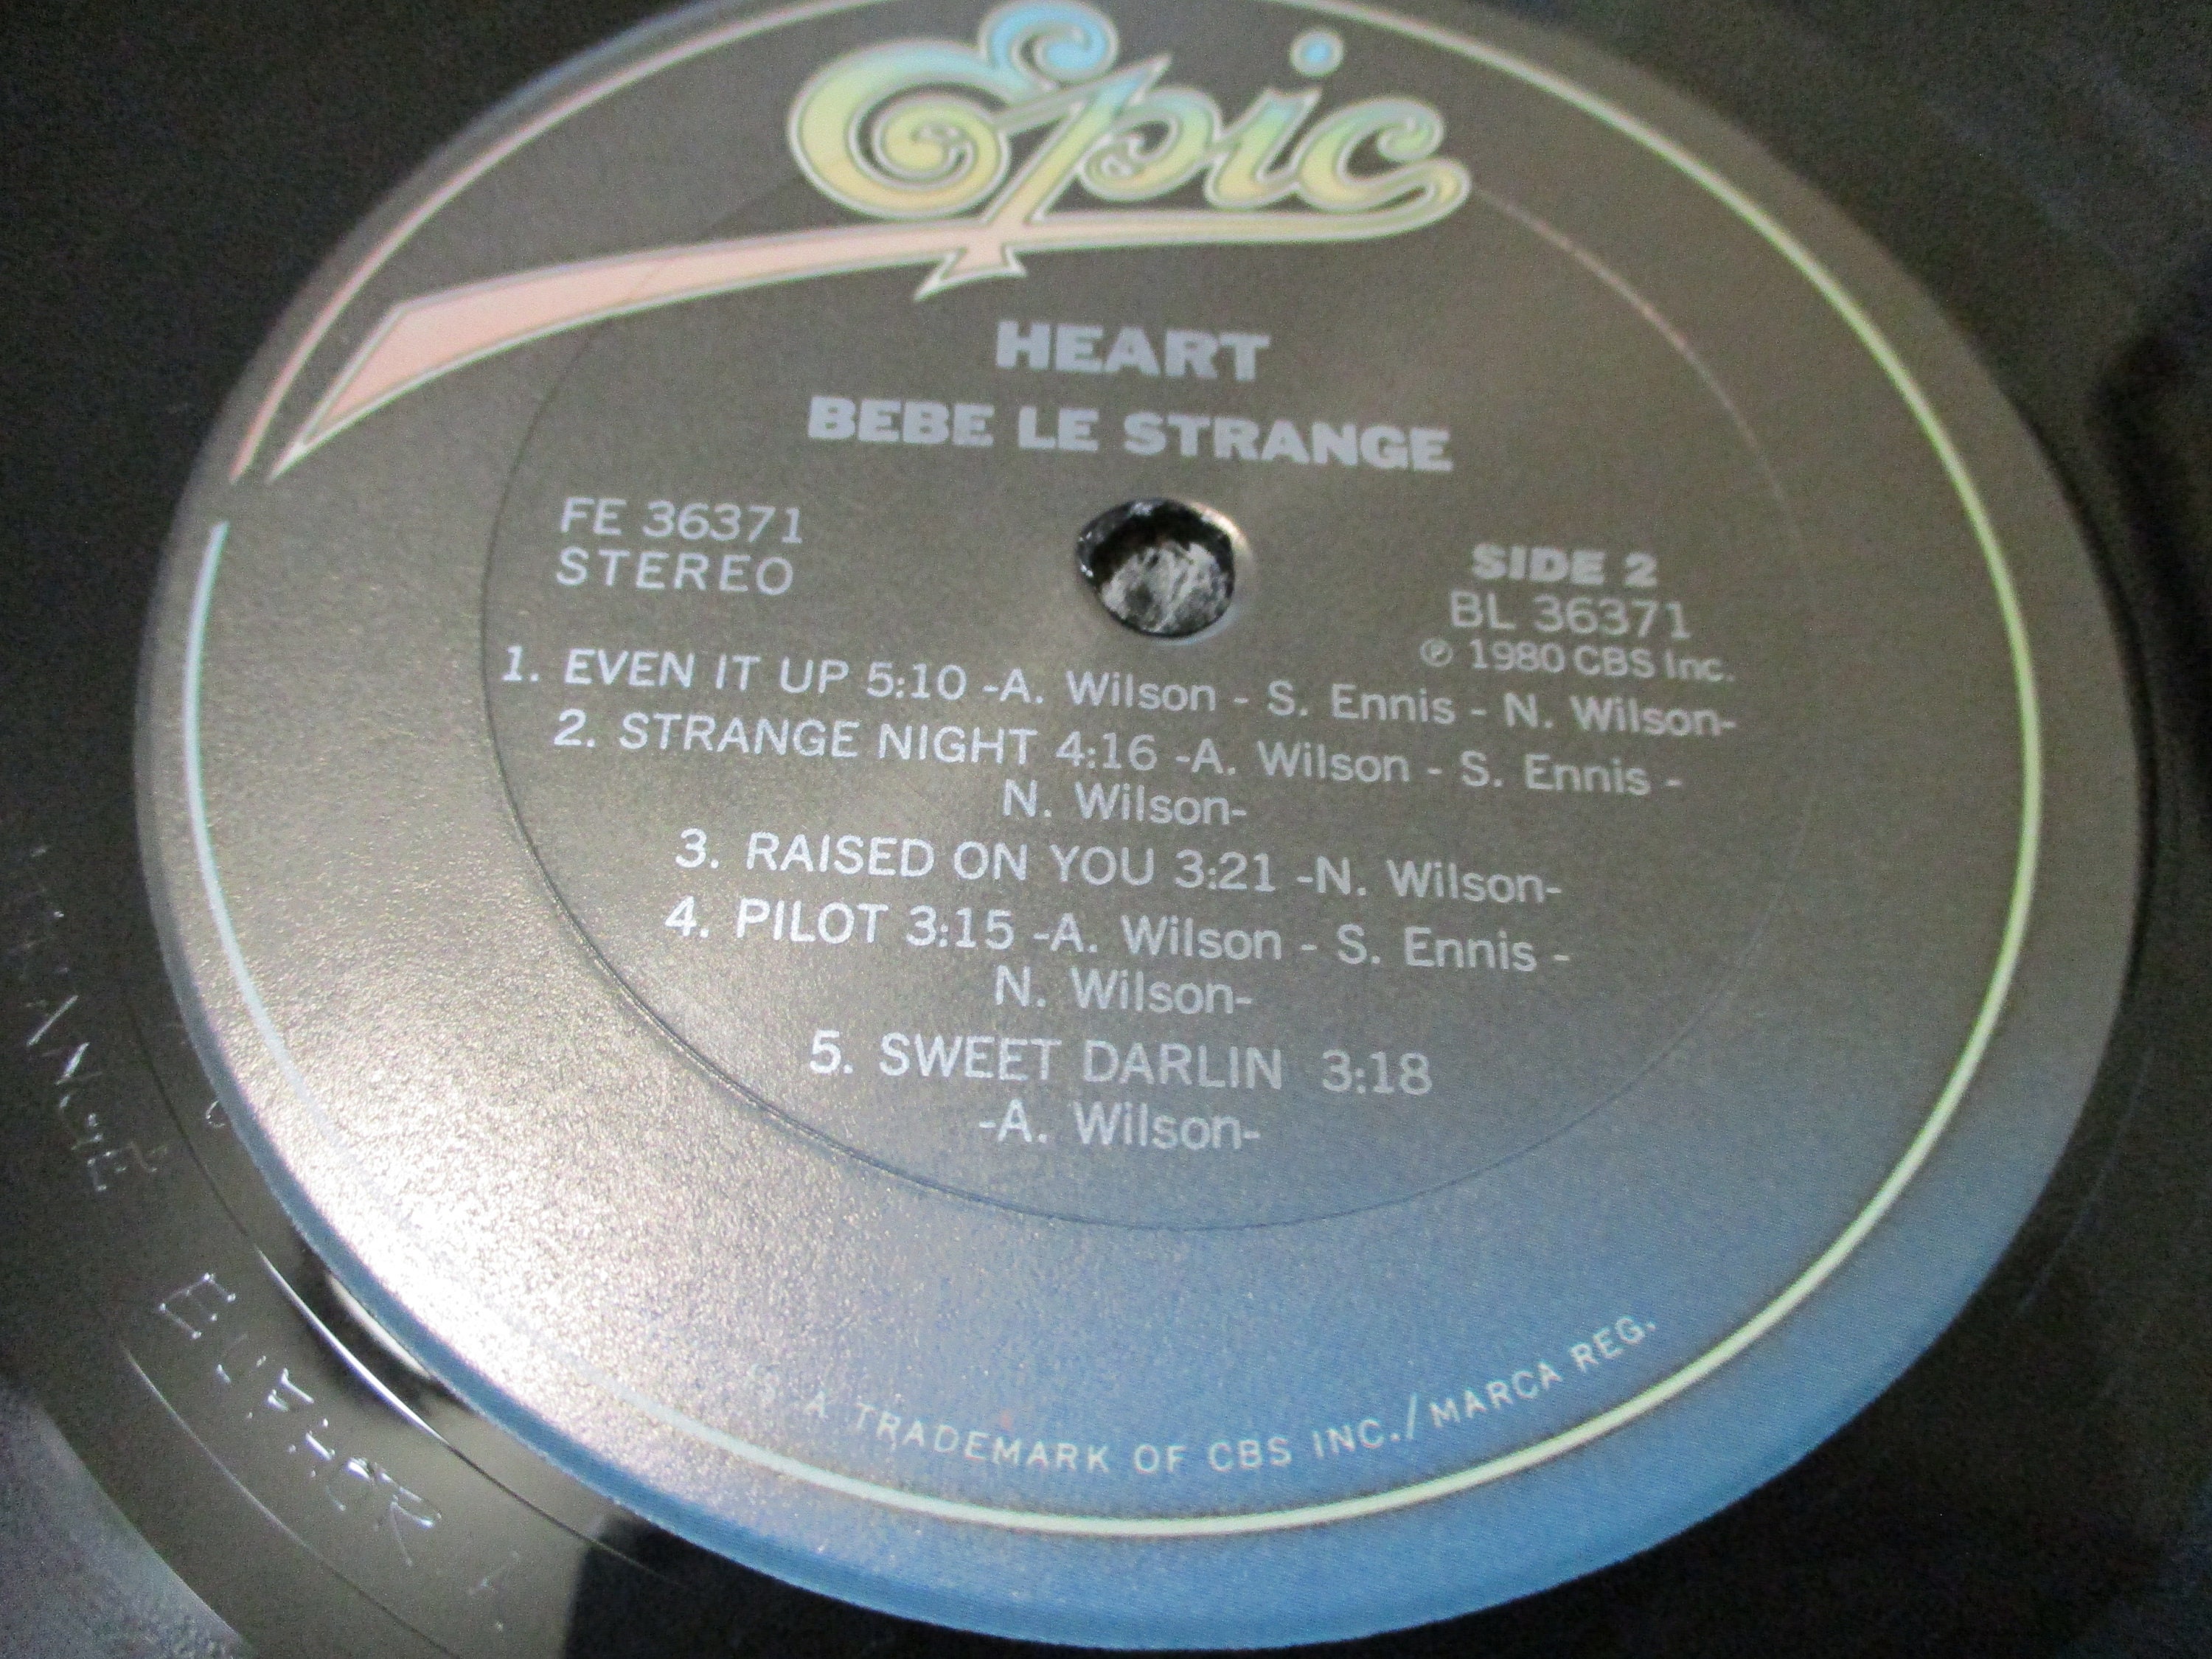 Epic
HEART
BEBE LE STRANGE
FE 36371
STEREO
SIDE 2
BL 36371
℗ 1980 CBS Inc.
1. EVEN IT UP 5:10 -A. Wilson - S. Ennis - N. Wilson-
2. STRANGE NIGHT 4:16 -A. Wilson - S. Ennis -
N. Wilson-
3. RAISED ON YOU 3:21 -N. Wilson-
4. PILOT 3:15 -A. Wilson - S. Ennis -
N. Wilson-
5. SWEET DARLIN 3:18
-A. Wilson-
A TRADEMARK OF CBS INC./MARCA REG.